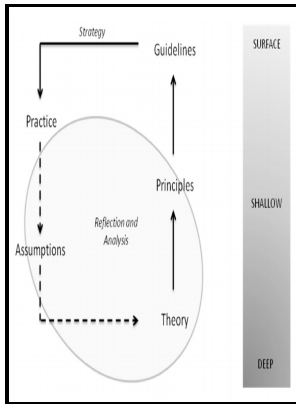 Strategy
Guidelines
SURFACE
Practice
Principles
SHALLOW
Reflection and
Analysis
Assumptions
Theory
DEEP